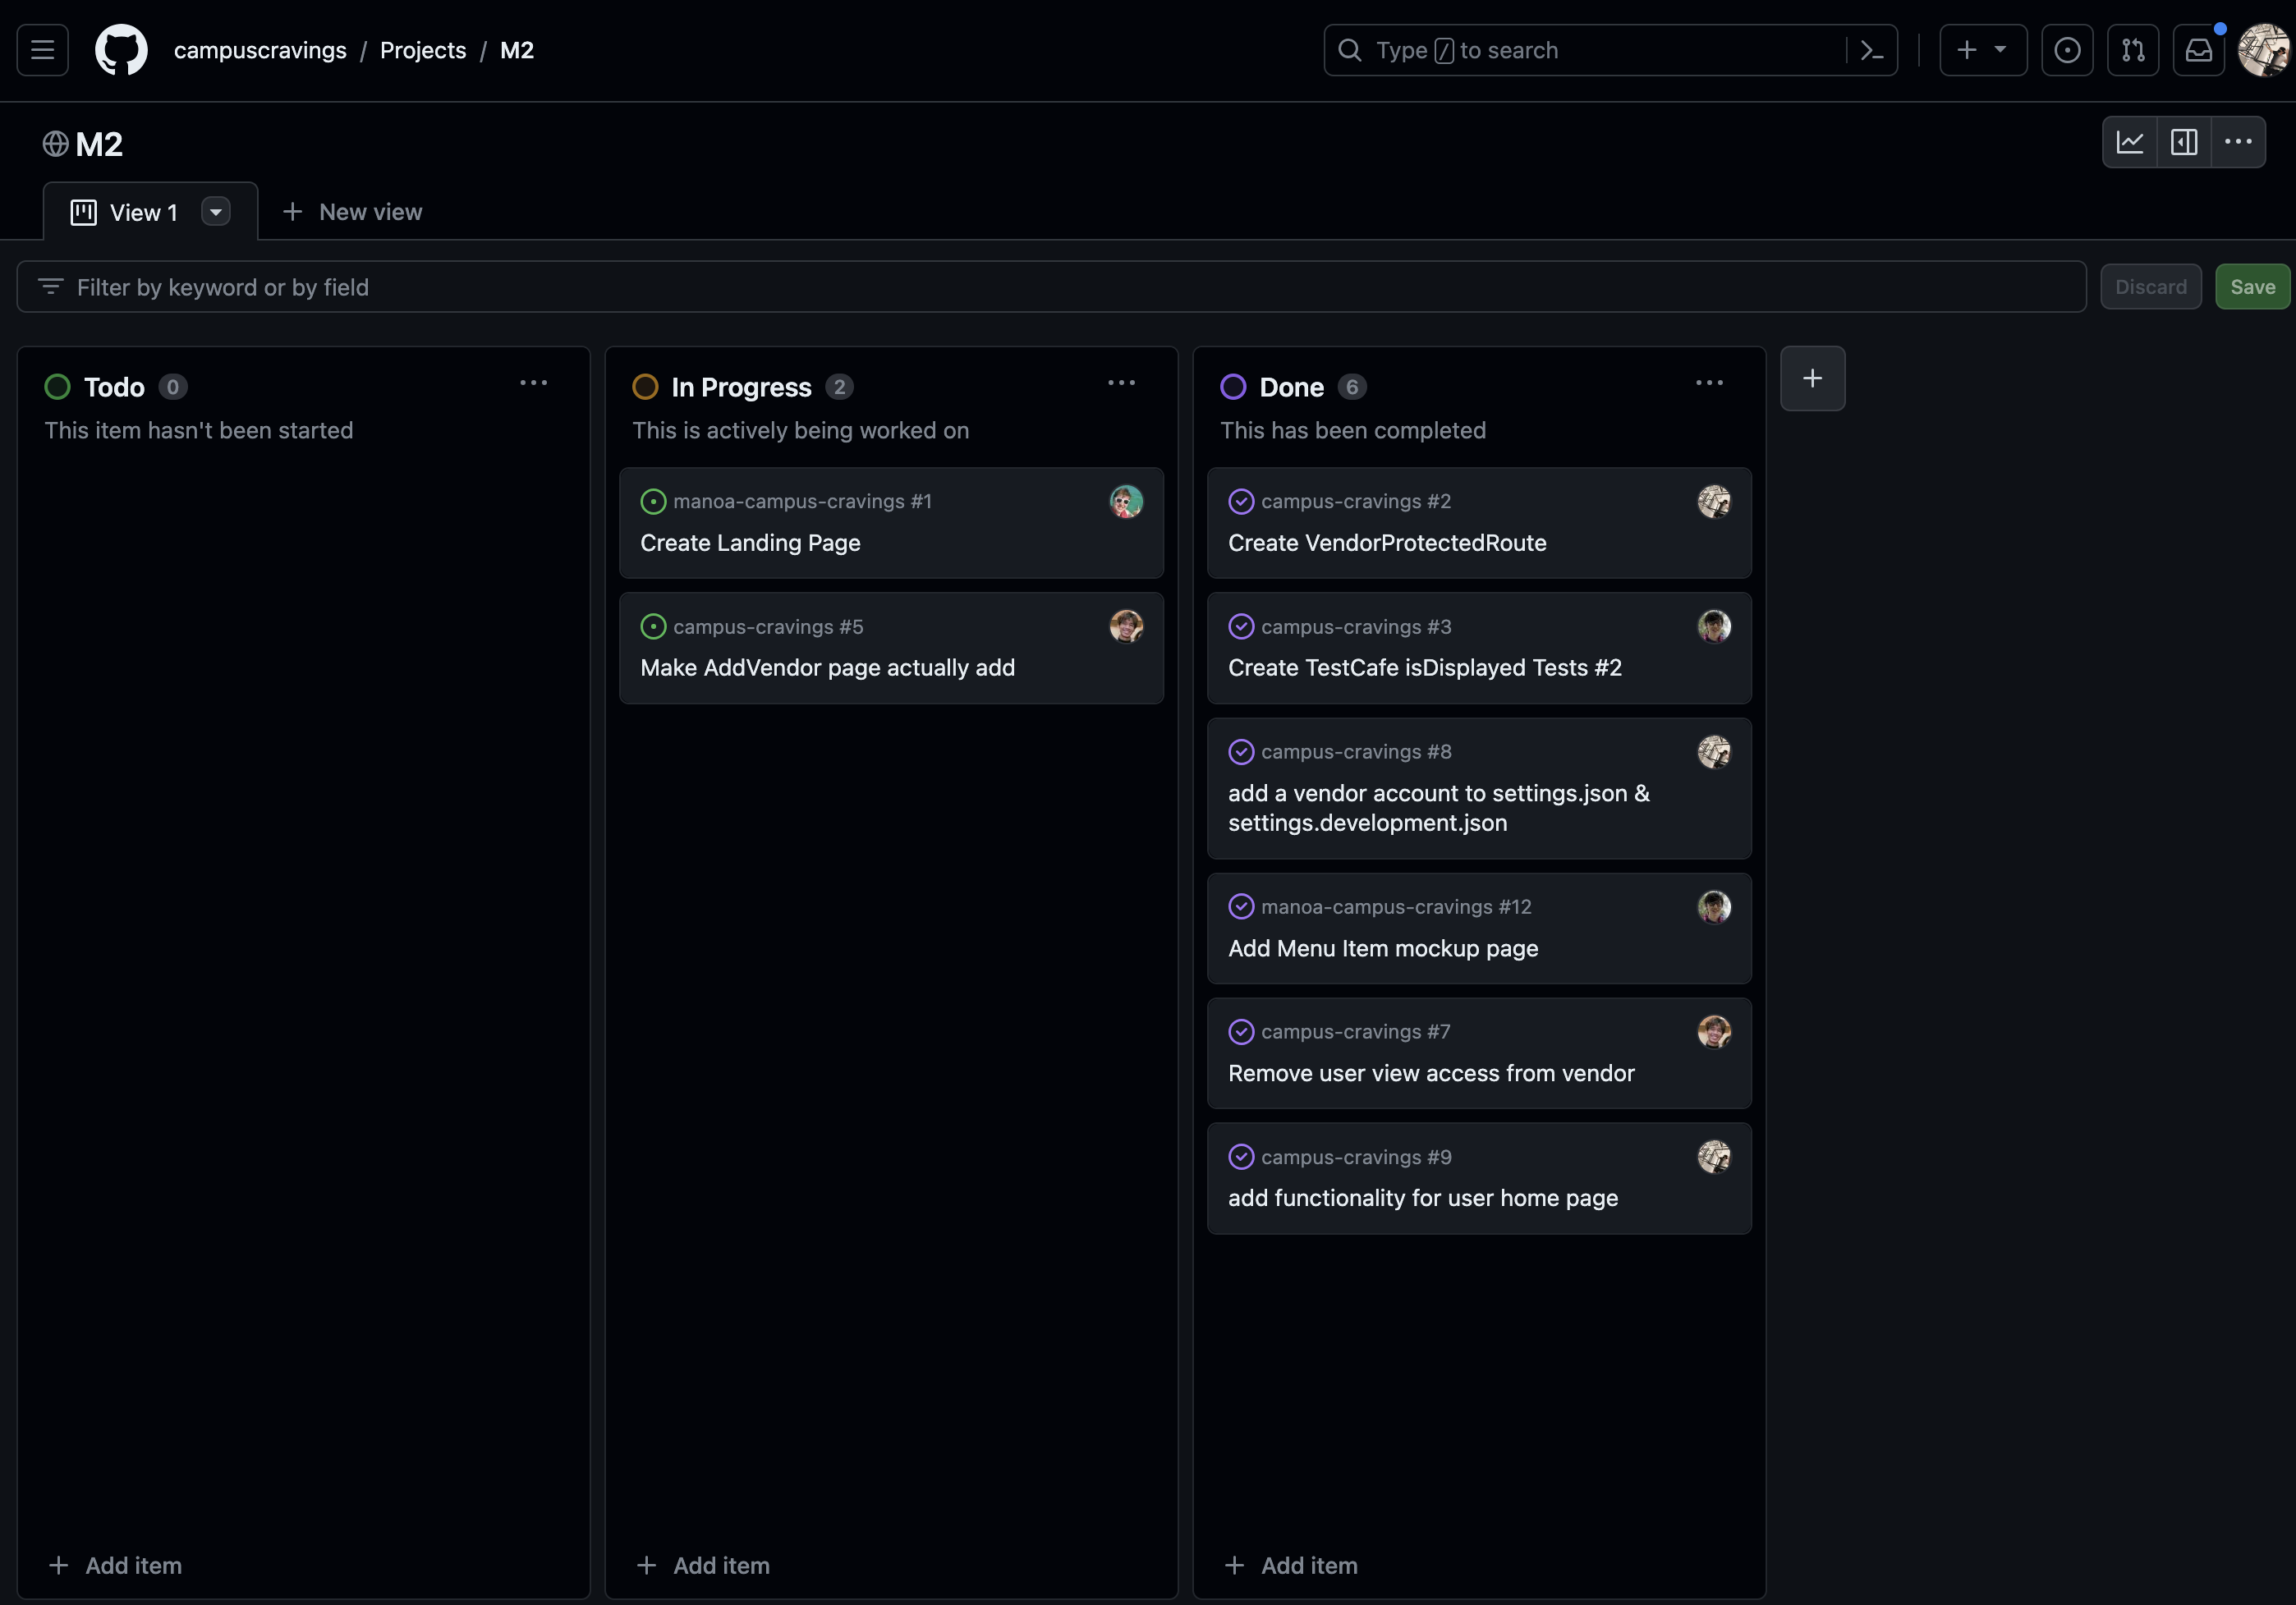 campuscravings / Projects / M2
Type / to search
M2
View 1
New view
Filter by keyword or by field
Discard
Save
Todo 0
This item hasn't been started
Add item
In Progress 2
This is actively being worked on
manoa-campus-cravings #1
Create Landing Page
campus-cravings #5
Make AddVendor page actually add
Add item
Done 6
This has been completed
campus-cravings #2
Create VendorProtectedRoute
campus-cravings #3
Create TestCafe isDisplayed Tests #2
campus-cravings #8
add a vendor account to settings.json &
settings.development.json
manoa-campus-cravings #12
Add Menu Item mockup page
campus-cravings #7
Remove user view access from vendor
campus-cravings #9
add functionality for user home page
Add item